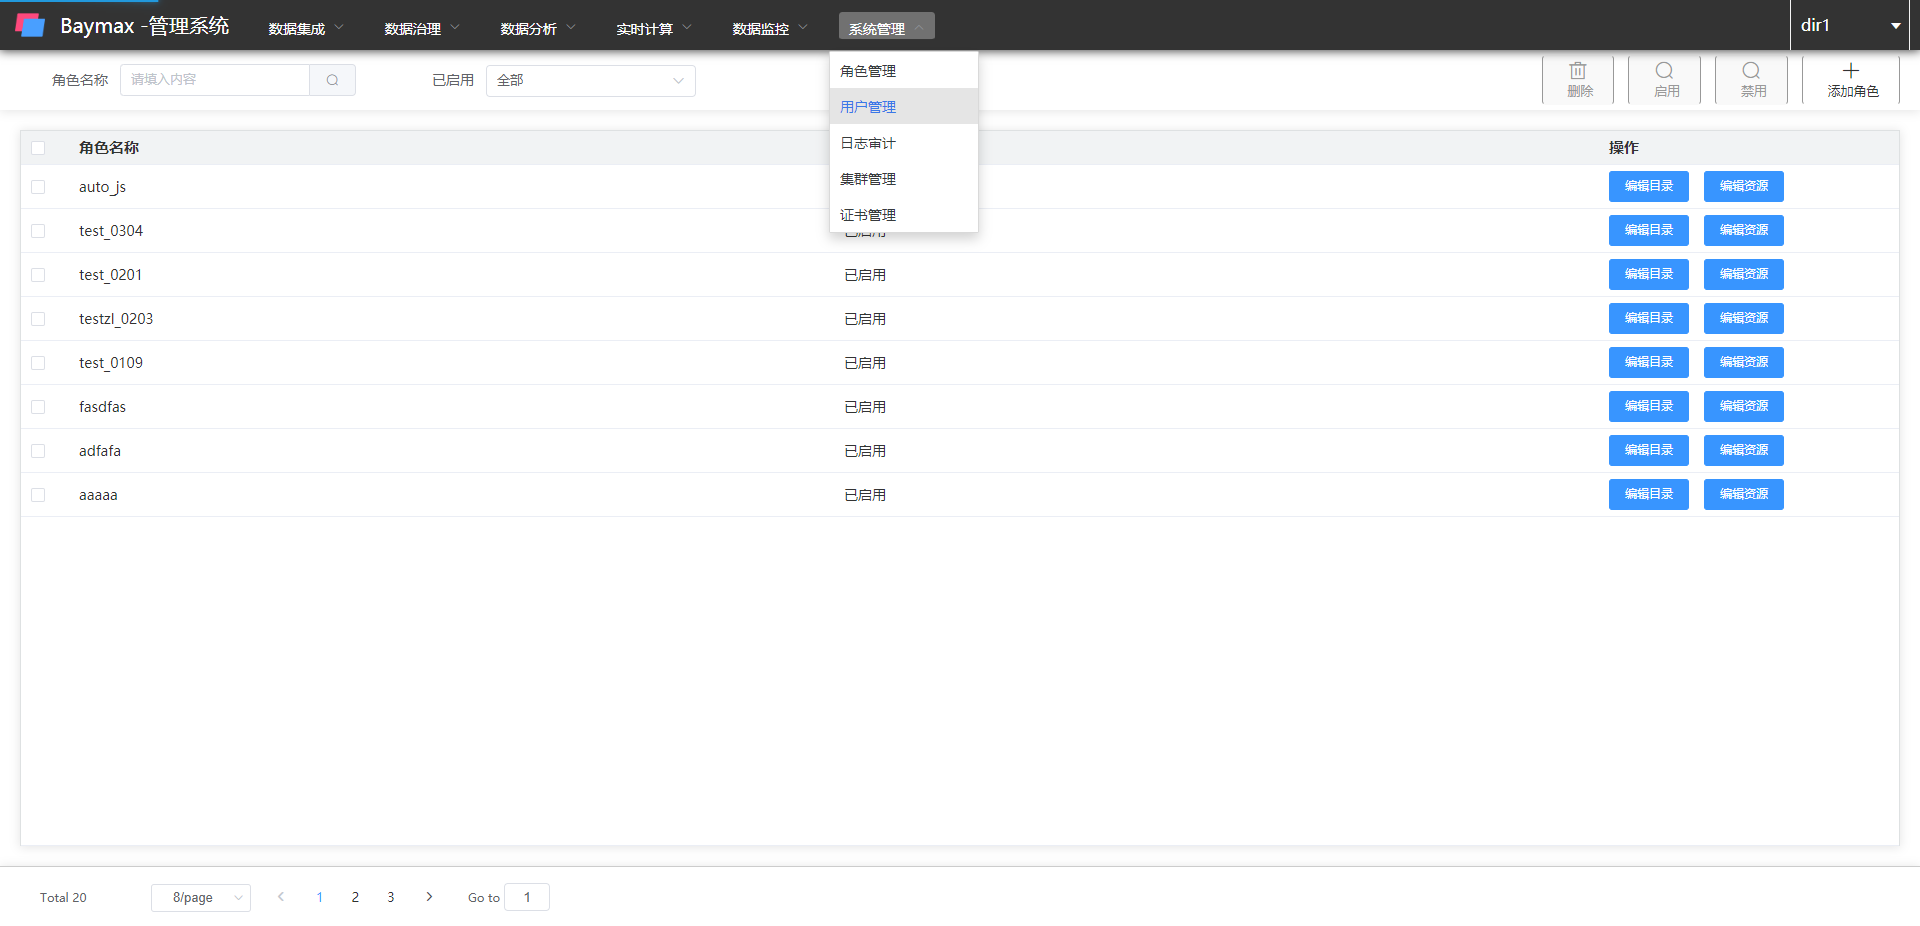 Baymax -管理系统
数据集成
数据治理
数据分析
实时计算
数据监控
系统管理
dir1
角色名称
请填入内容
已启用
全部
角色管理
用户管理
日志审计
集群管理
证书管理
删除
启用
禁用
添加角色
角色名称
操作
auto_js
编辑目录
编辑资源
test_0304
已启用
编辑目录
编辑资源
test_0201
已启用
编辑目录
编辑资源
testzl_0203
已启用
编辑目录
编辑资源
test_0109
已启用
编辑目录
编辑资源
fasdfas
已启用
编辑目录
编辑资源
adfafa
已启用
编辑目录
编辑资源
aaaaa
已启用
编辑目录
编辑资源
Total 20
8/page
1
2
3
Go to
1